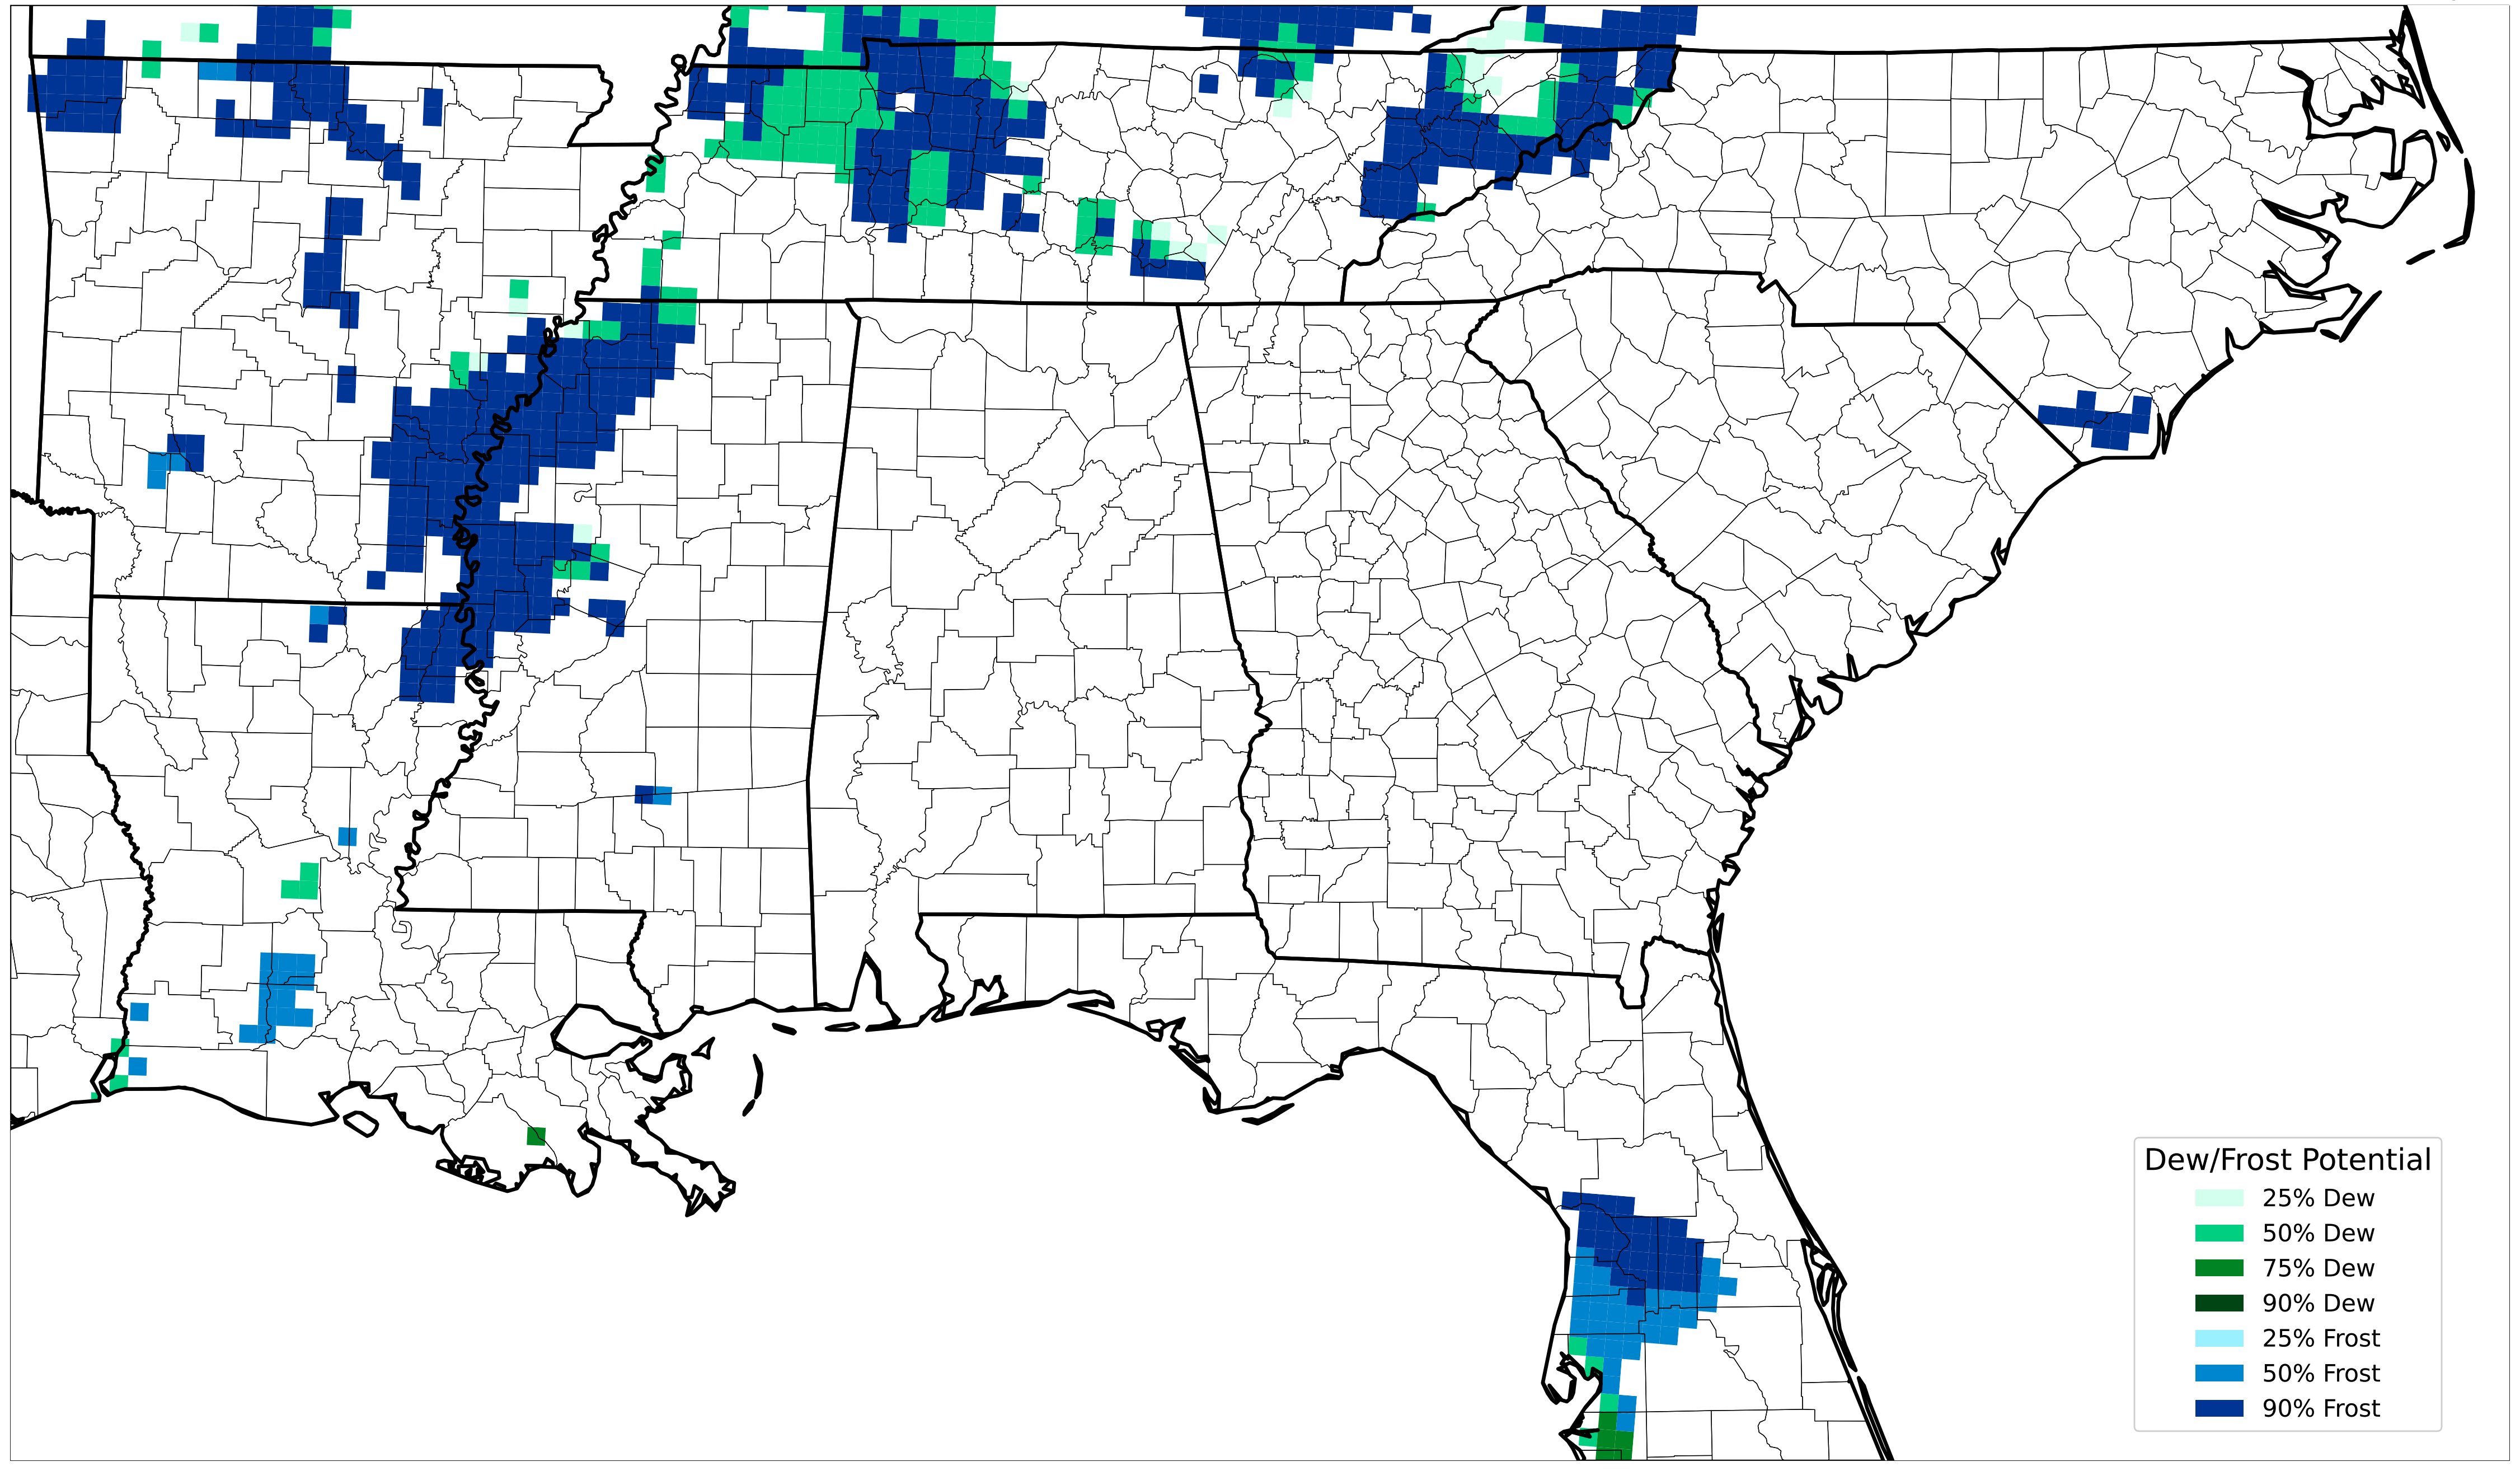 Dew/Frost Potential
25% Dew
50% Dew
75% Dew
90% Dew
25% Frost
50% Frost
90% Frost